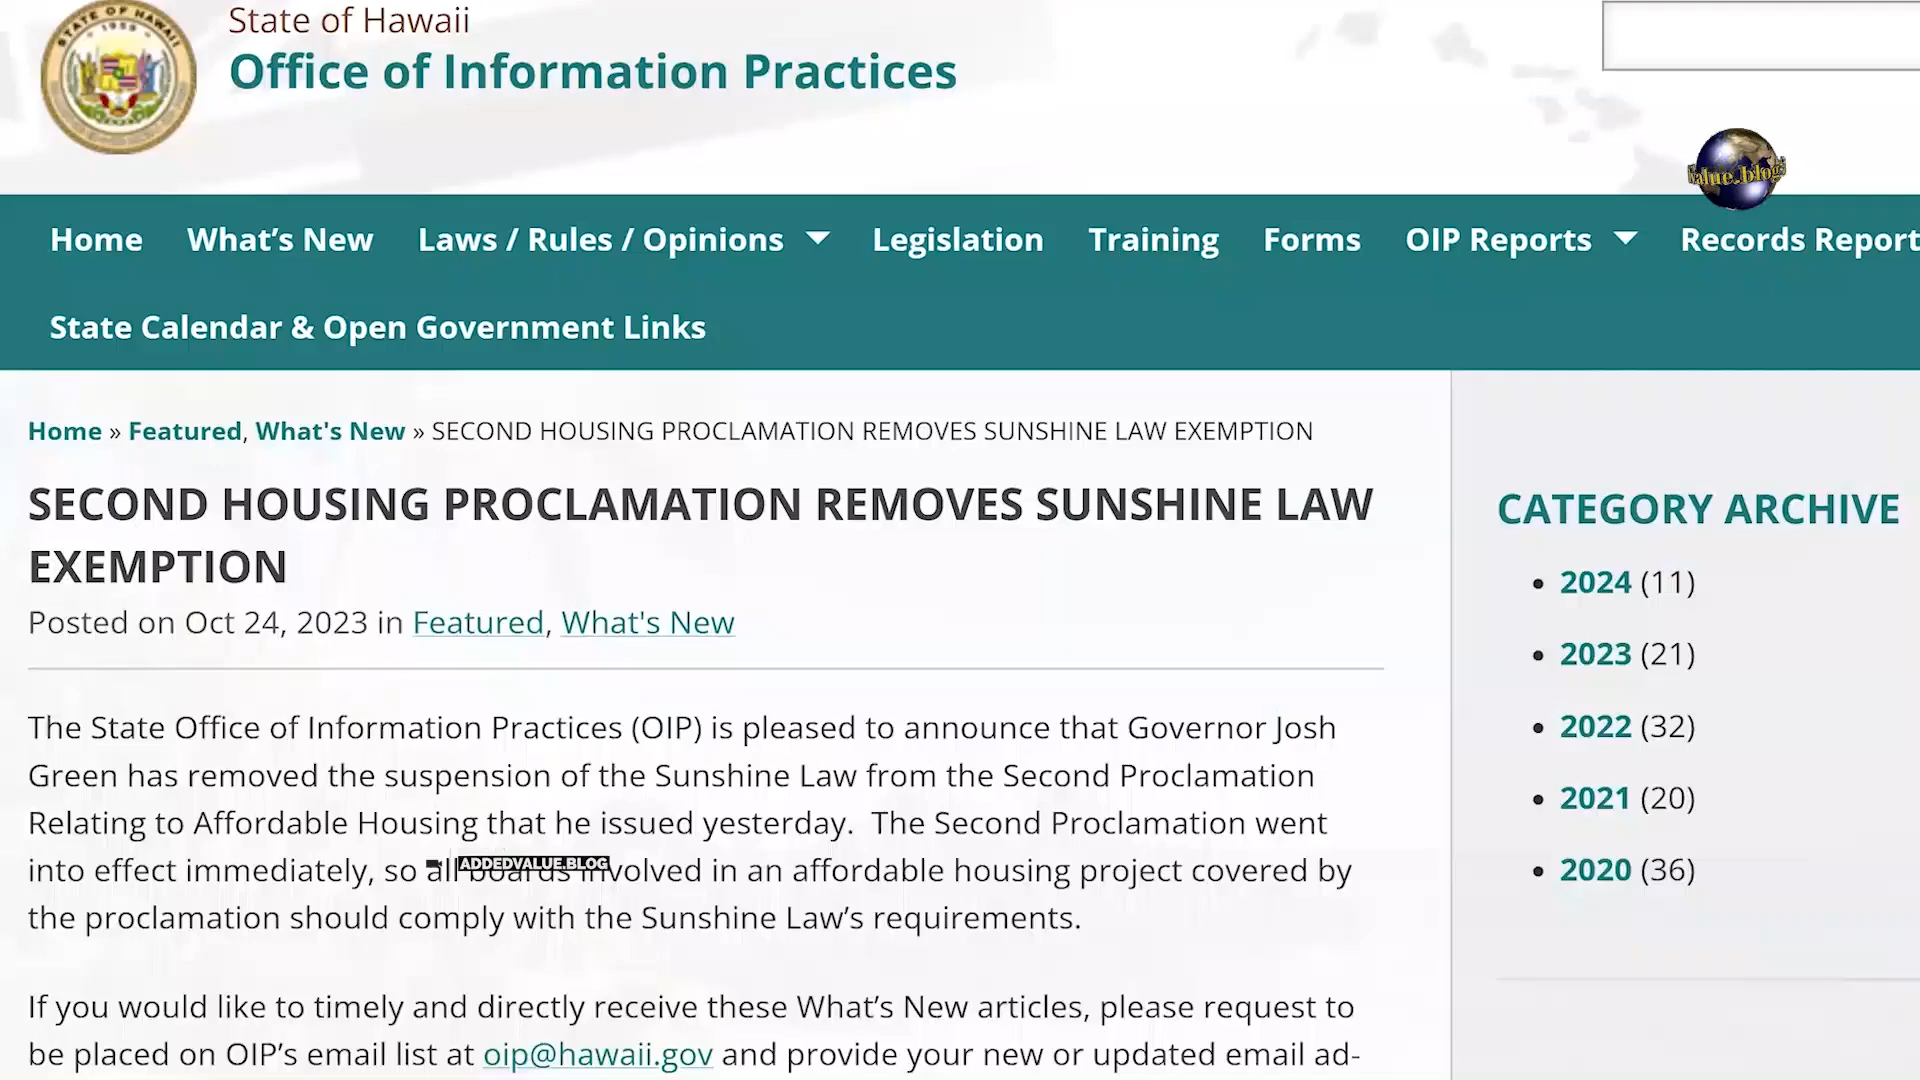 State of Hawaii
Office of Information Practices
Home What's New Laws / Rules / Opinions Legislation Training Forms OIP Reports Records Report
State Calendar & Open Government Links
Home » Featured, What's New » SECOND HOUSING PROCLAMATION REMOVES SUNSHINE LAW EXEMPTION
SECOND HOUSING PROCLAMATION REMOVES SUNSHINE LAW
EXEMPTION
Posted on Oct 24, 2023 in Featured, What's New
The State Office of Information Practices (OIP) is pleased to announce that Governor Josh
Green has removed the suspension of the Sunshine Law from the Second Proclamation
Relating to Affordable Housing that he issued yesterday. The Second Proclamation went
into effect immediately, so all boards involved in an affordable housing project covered by
ADDEDVALUE.BLOG
the proclamation should comply with the Sunshine Law's requirements.
If you would like to timely and directly receive these What's New articles, please request to
be placed on OIP's email list at oip@hawaii.gov and provide your new or updated email ad-
CATEGORY ARCHIVE
2024 (11)
2023 (21)
2022 (32)
2021 (20)
2020 (36)
STATE OF HAWAII
1959
alue.blog